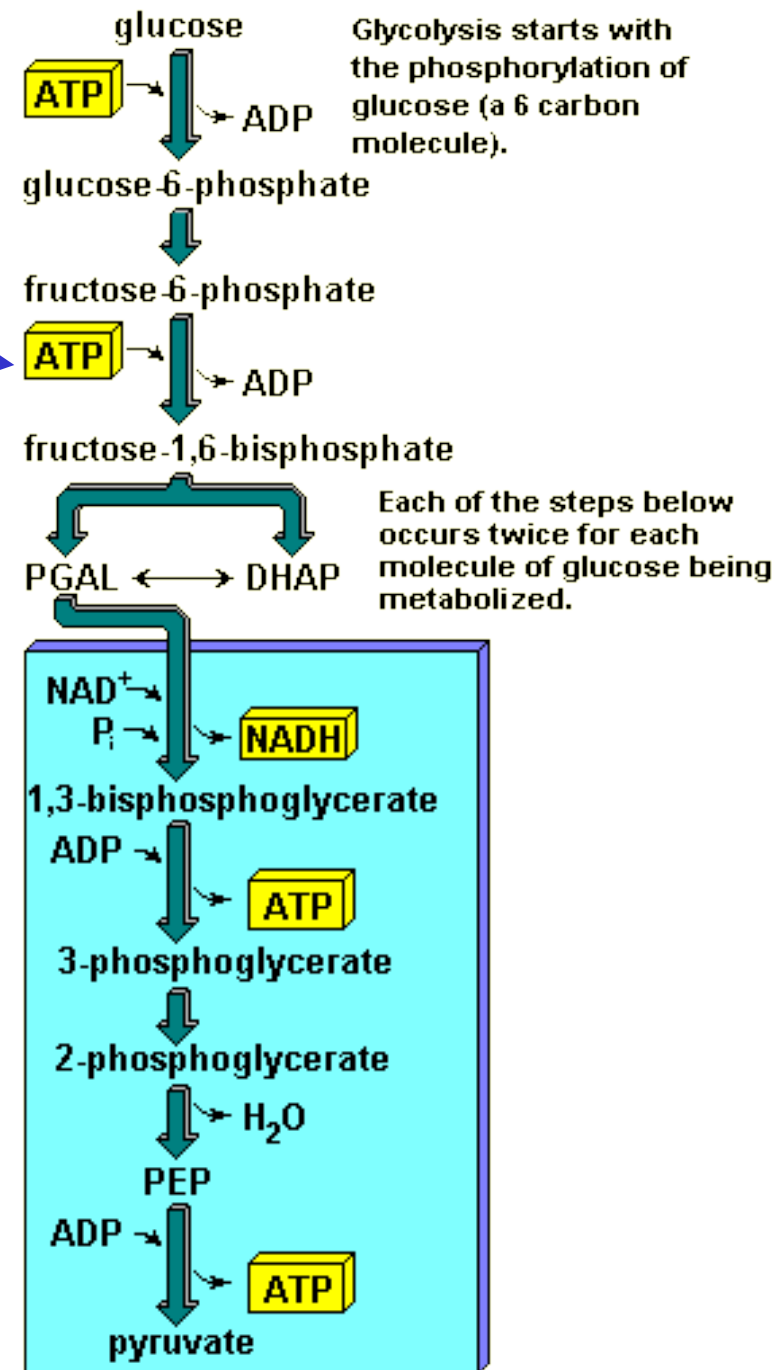 glucose
Glycolysis starts with
the phosphorylation of
glucose (a 6 carbon
molecule).
ATP
ADP
glucose-6-phosphate
fructose-6-phosphate
ATP
ADP
fructose-1,6-bisphosphate
Each of the steps below
occurs twice for each
molecule of glucose being
metabolized.
PGAL
DHAP
NAD⁺
Pᵢ
NADH
1,3-bisphosphoglycerate
ADP
ATP
3-phosphoglycerate
2-phosphoglycerate
H₂O
PEP
ADP
ATP
pyruvate